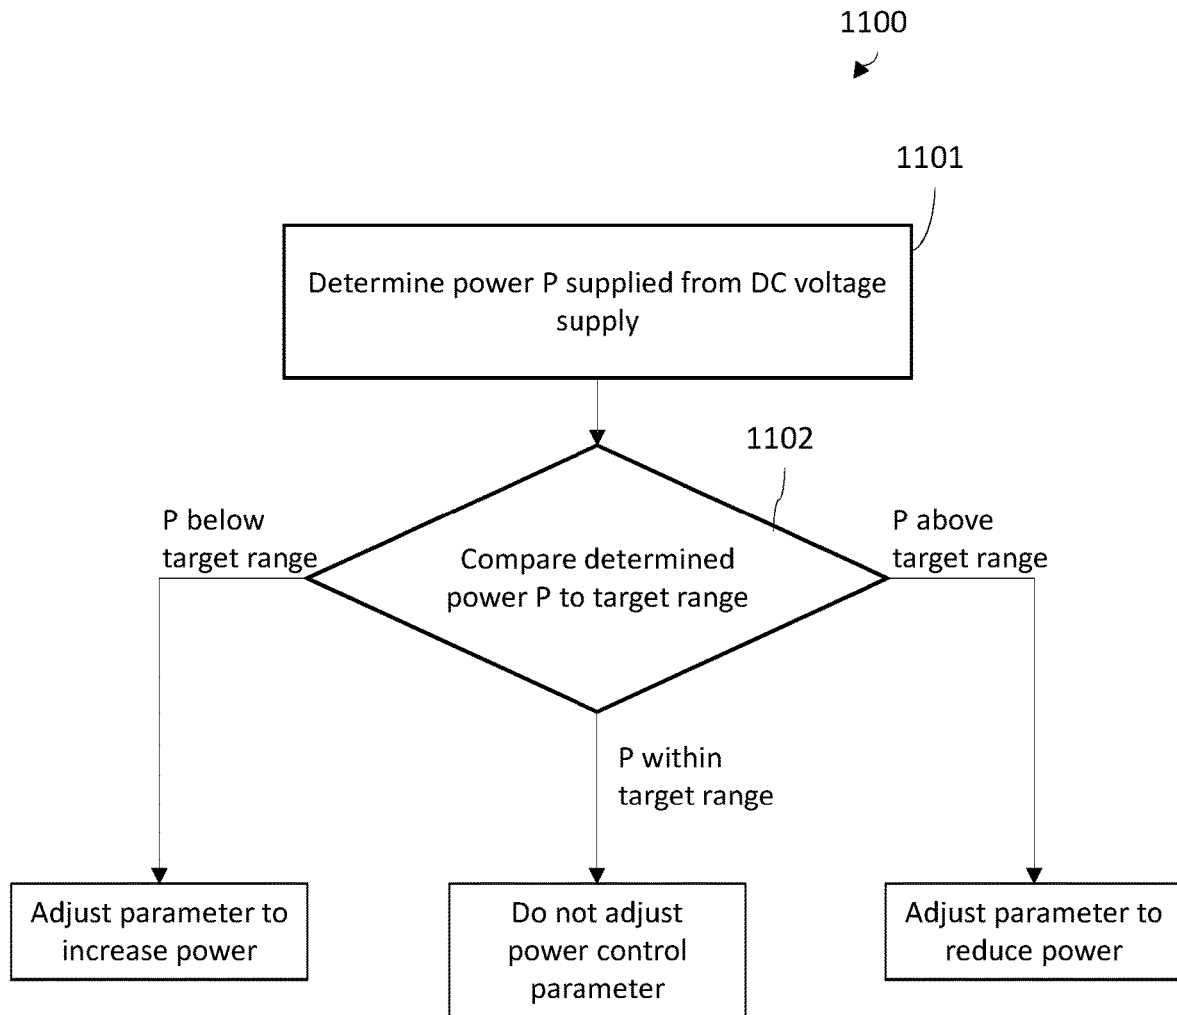 1100
1101
Determine power P supplied from DC voltage
supply
1102
P below
target range
P above
target range
Compare determined
power P to target range
P within
target range
Adjust parameter to
increase power
Do not adjust
power control
parameter
Adjust parameter to
reduce power